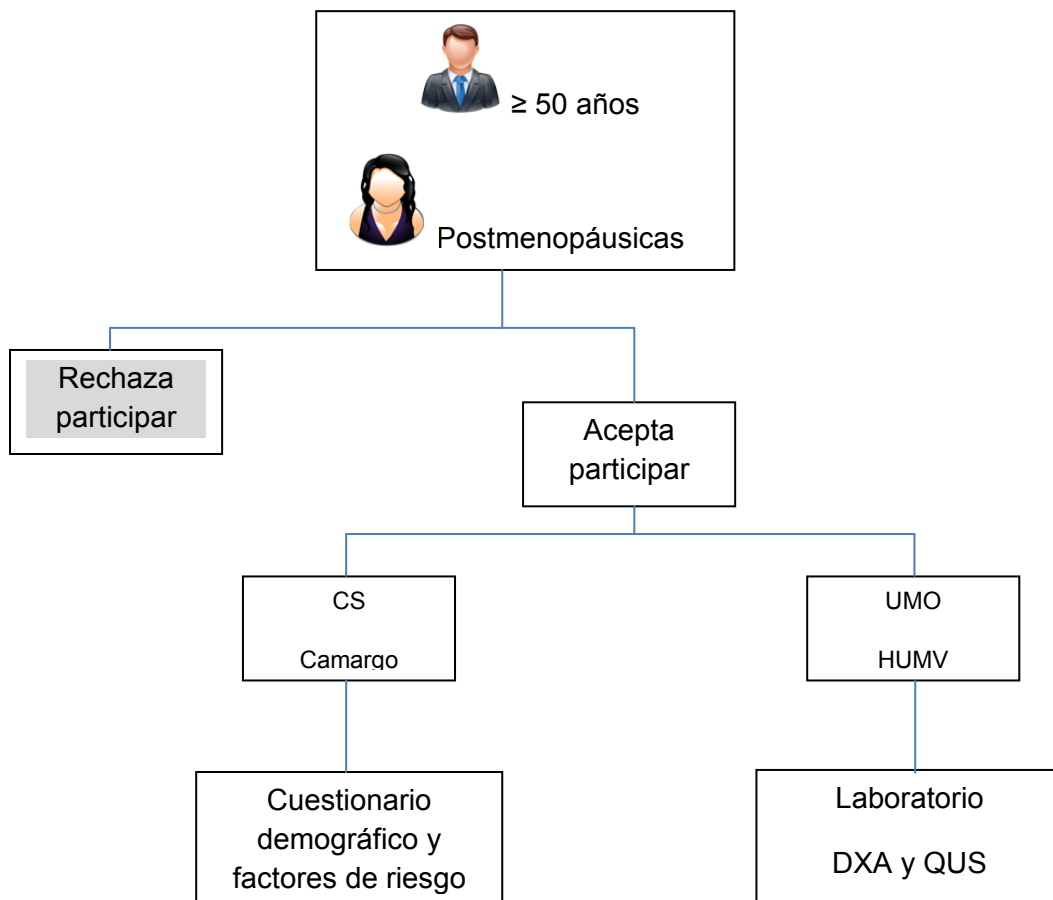 ≥ 50 años
Postmenopáusicas
Rechaza
participar
Acepta
participar
CS
Camargo
UMO
HUMV
Cuestionario
demográfico y
factores de riesgo
Laboratorio
DXA y QUS